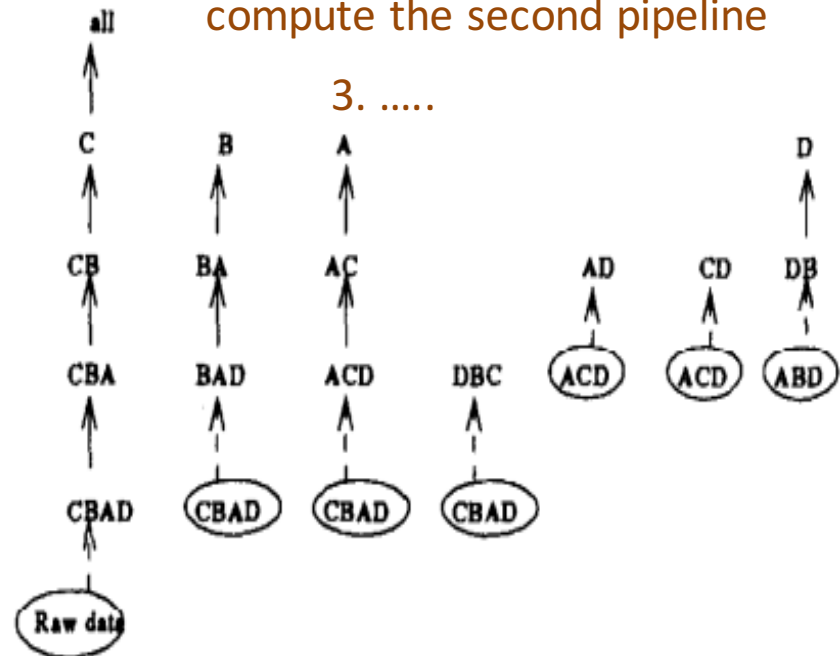 compute the second pipeline
all
3. .....
C B A D
CB BA AC AD CD DB
CBA BAD ACD DBC ACD ACD ABD
CBAD CBAD CBAD CBAD
Raw data